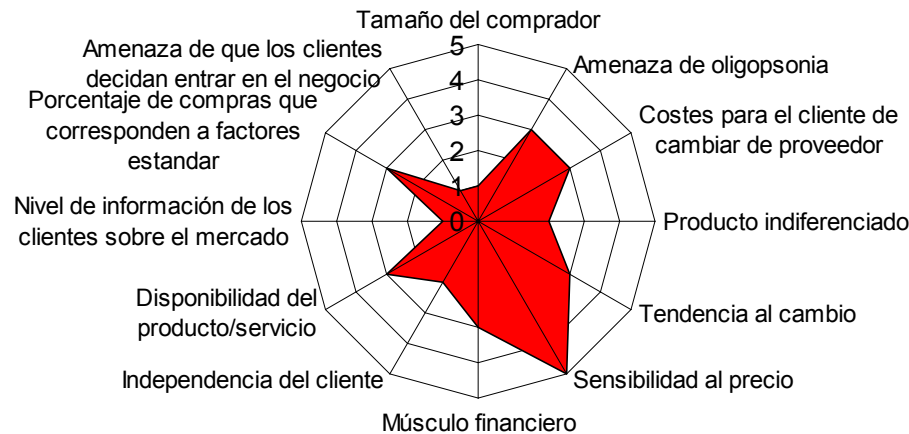 Tamaño del comprador
Amenaza de oligopsonia
Costes para el cliente de
cambiar de proveedor
Producto indiferenciado
Tendencia al cambio
Sensibilidad al precio
Músculo financiero
Independencia del cliente
Disponibilidad del
producto/servicio
Nivel de información de los
clientes sobre el mercado
Porcentaje de compras que
corresponden a factores
estandar
Amenaza de que los clientes
decidan entrar en el negocio
5
4
3
2
1
0